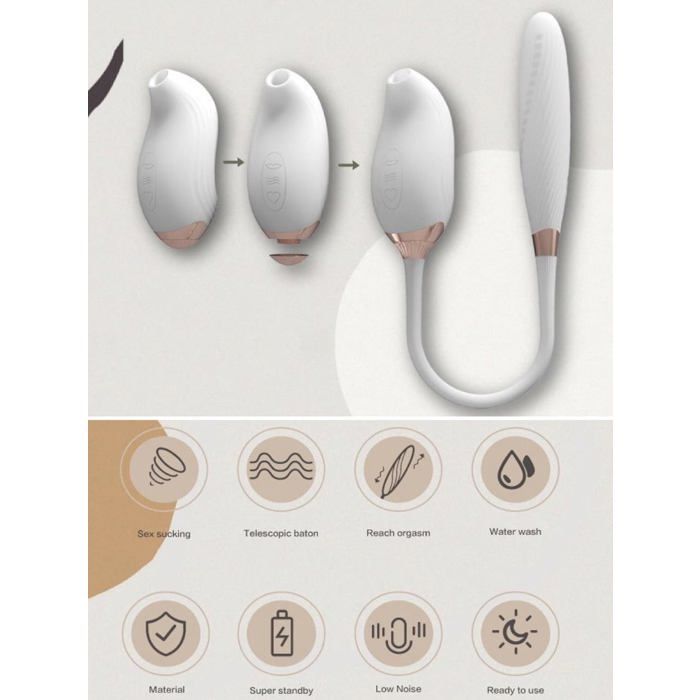 Sex sucking
Telescopic baton
Reach orgasm
Water wash
Material
Super standby
Low Noise
Ready to use